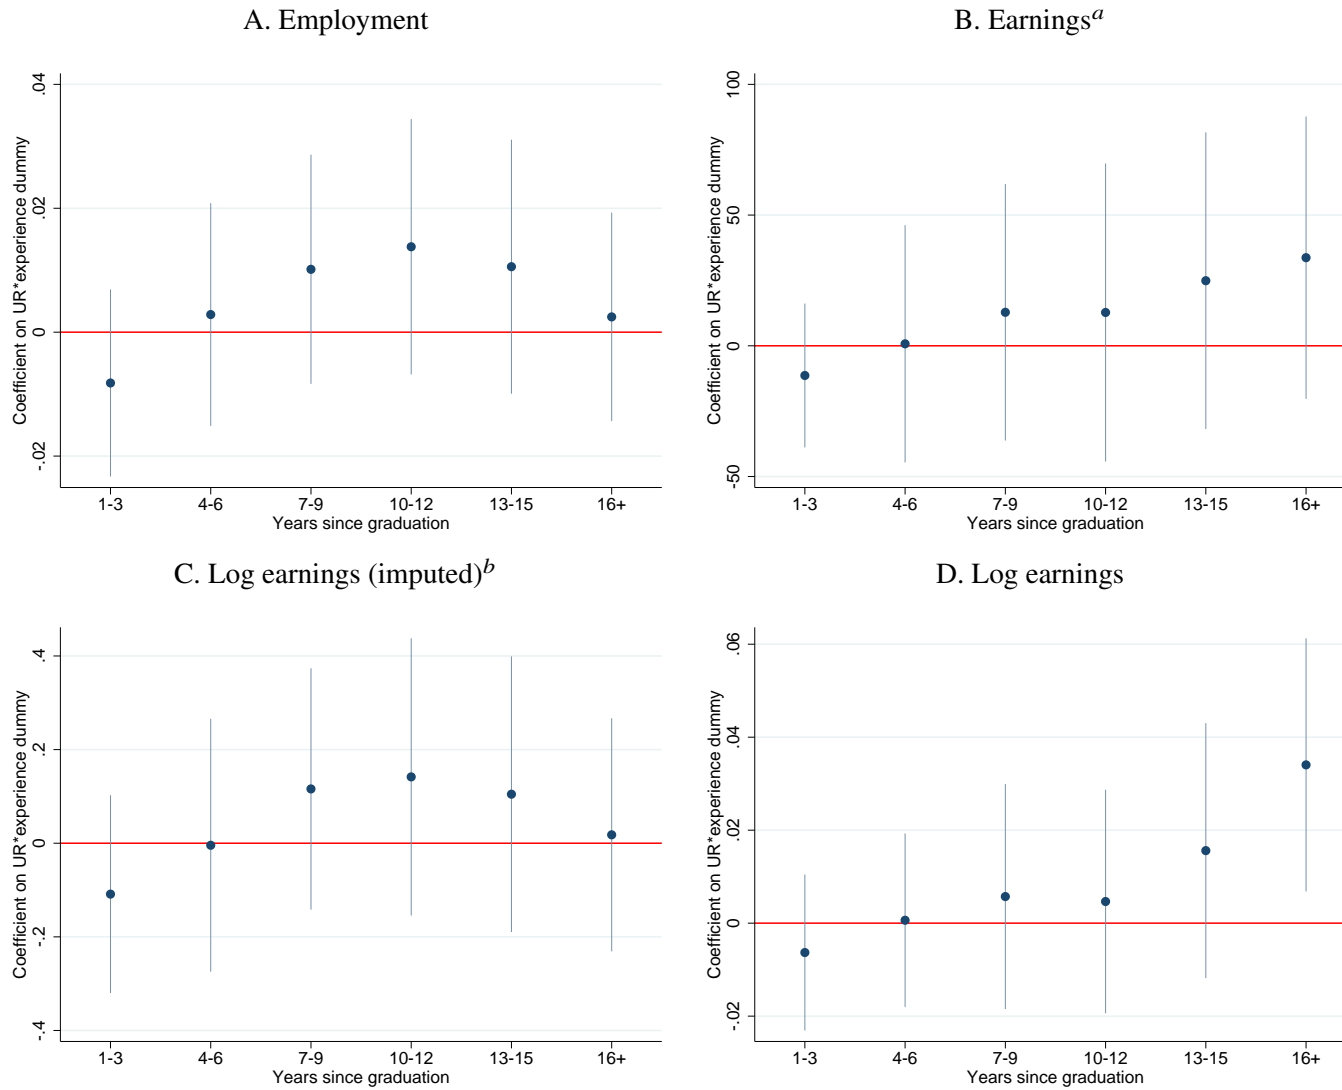 A. Employment
Coefficient on UR*experience dummy
.04
.02
0
-.02
1-3 4-6 7-9 10-12 13-15 16+
Years since graduation
B. Earningsa
Coefficient on UR*experience dummy
100
50
0
-50
1-3 4-6 7-9 10-12 13-15 16+
Years since graduation
C. Log earnings (imputed)b
Coefficient on UR*experience dummy
.4
.2
0
-.2
-.4
1-3 4-6 7-9 10-12 13-15 16+
Years since graduation
D. Log earnings
Coefficient on UR*experience dummy
.06
.04
.02
0
-.02
1-3 4-6 7-9 10-12 13-15 16+
Years since graduation